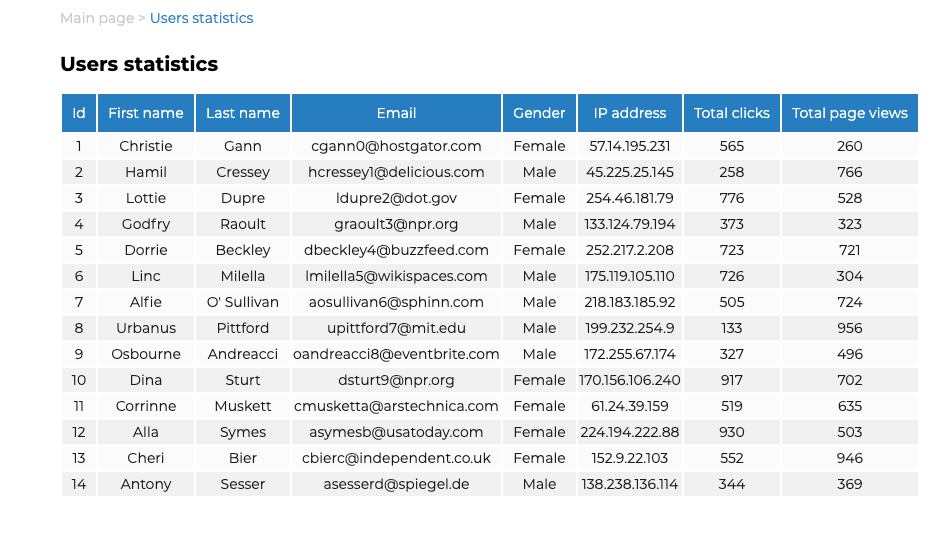 Main page > Users statistics
Users statistics
Id First name Last name Email Gender IP address Total clicks Total page views
1 Christie Gann cgann0@hostgator.com Female 57.14.195.231 565 260
2 Hamil Cressey hcressey1@delicious.com Male 45.225.25.145 258 766
3 Lottie Dupre ldupre2@dot.gov Female 254.46.181.79 776 528
4 Godfry Raoult graoult3@npr.org Male 133.124.79.194 373 323
5 Dorrie Beckley dbeckley4@buzzfeed.com Female 252.217.2.208 723 721
6 Linc Milella lmilella5@wikispaces.com Male 175.119.105.110 726 304
7 Alfie O' Sullivan aosullivan6@sphinn.com Male 218.183.185.92 505 724
8 Urbanus Pittford upittford7@mit.edu Male 199.232.254.9 133 956
9 Osbourne Andreacci oandreacci8@eventbrite.com Male 172.255.67.174 327 496
10 Dina Sturt dsturt9@npr.org Female 170.156.106.240 917 702
11 Corrinne Muskett cmusketta@arstechnica.com Female 61.24.39.159 519 635
12 Alla Symes asymesb@usatoday.com Female 224.194.222.88 930 503
13 Cheri Bier cbierc@independent.co.uk Female 152.9.22.103 552 946
14 Antony Sesser asesserd@spiegel.de Male 138.238.136.114 344 369